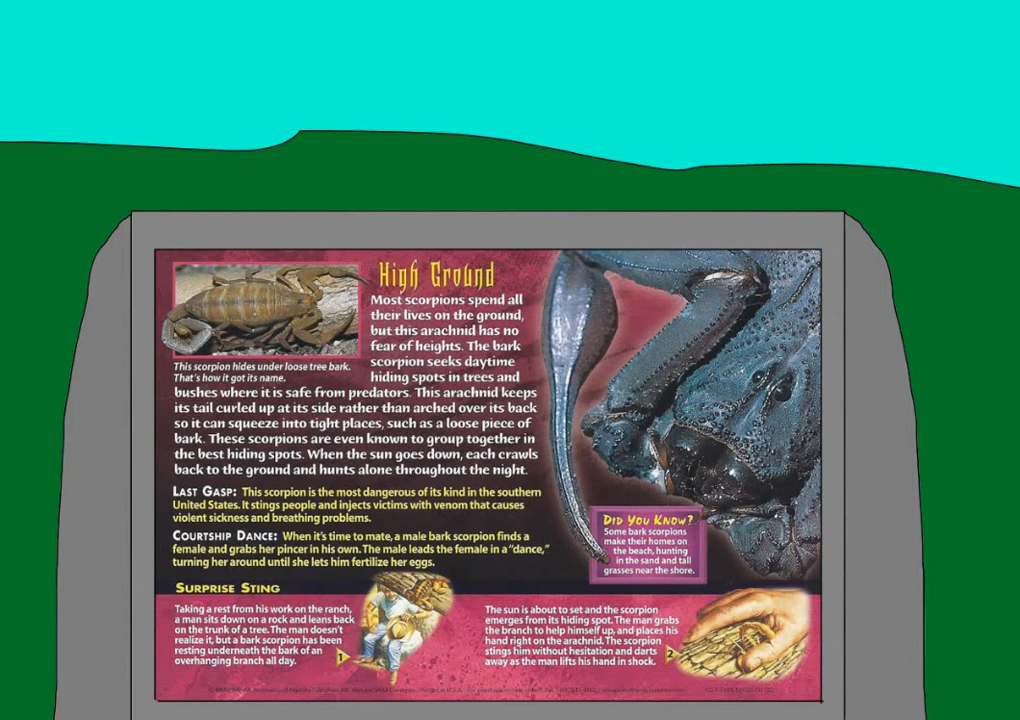 High Ground
Most scorpions spend all
their lives on the ground,
but this arachnid has no
fear of heights. The bark
scorpion seeks daytime
hiding spots in trees and
bushes where it is safe from predators. This arachnid keeps
its tail curled up at its side rather than arched over its back
so it can squeeze into tight places, such as a loose piece of
bark. These scorpions are even known to group together in
the best hiding spots. When the sun goes down, each crawls
back to the ground and hunts alone throughout the night.
This scorpion hides under loose tree bark.
That's how it got its name.
LAST GASP: This scorpion is the most dangerous of its kind in the southern
United States. It stings people and injects victims with venom that causes
violent sickness and breathing problems.
COURTSHIP DANCE: When it's time to mate, a male bark scorpion finds a
female and grabs her pincer in his own. The male leads the female in a "dance,"
turning her around until she lets him fertilize her eggs.
DID YOU KNOW?
Some bark scorpions
make their homes on
the beach, hunting
in the sand and tall
grasses near the shore.
SURPRISE STING
Taking a rest from his work on the ranch,
a man sits down on a rock and leans back
on the trunk of a tree. The man doesn't
realize it, but a bark scorpion has been
resting underneath the bark of an
overhanging branch all day.
1
The sun is about to set and the scorpion
emerges from its hiding spot. The man grabs
the branch to help himself up, and places his
hand right on the arachnid. The scorpion
stings him without hesitation and darts
away as the man lifts his hand in shock.
2